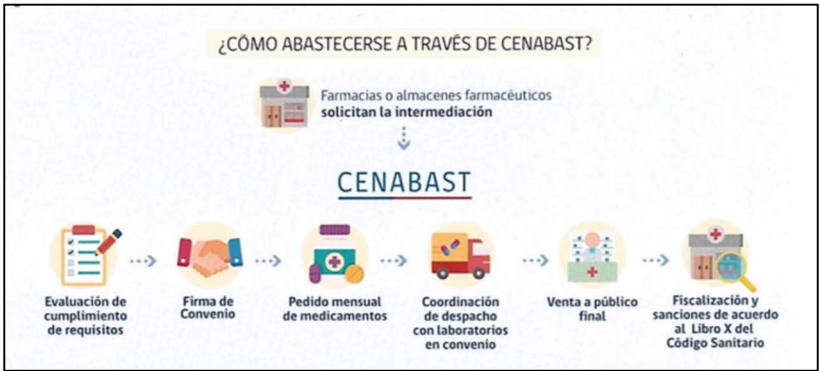 ¿CÓMO ABASTECERSE A TRAVÉS DE CENABAST?
Farmacias o almacenes farmacéuticos
solicitan la intermediación
CENABAST
Evaluación de
cumplimiento
de requisitos
Firma de
Convenio
Pedido mensual
de medicamentos
Coordinación
de despacho
con laboratorios
en convenio
Venta a público
final
Fiscalización y
sanciones de acuerdo
al Libro X del
Código Sanitario